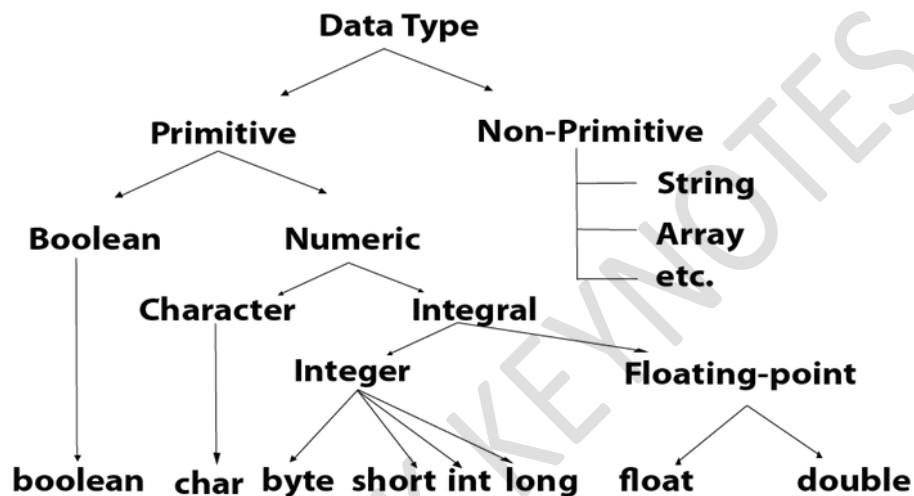 Data Type
Primitive
Non-Primitive
String
Boolean
Numeric
Array
etc.
Character
Integral
Integer
Floating-point
boolean char byte short int long float double
KEYNOTES